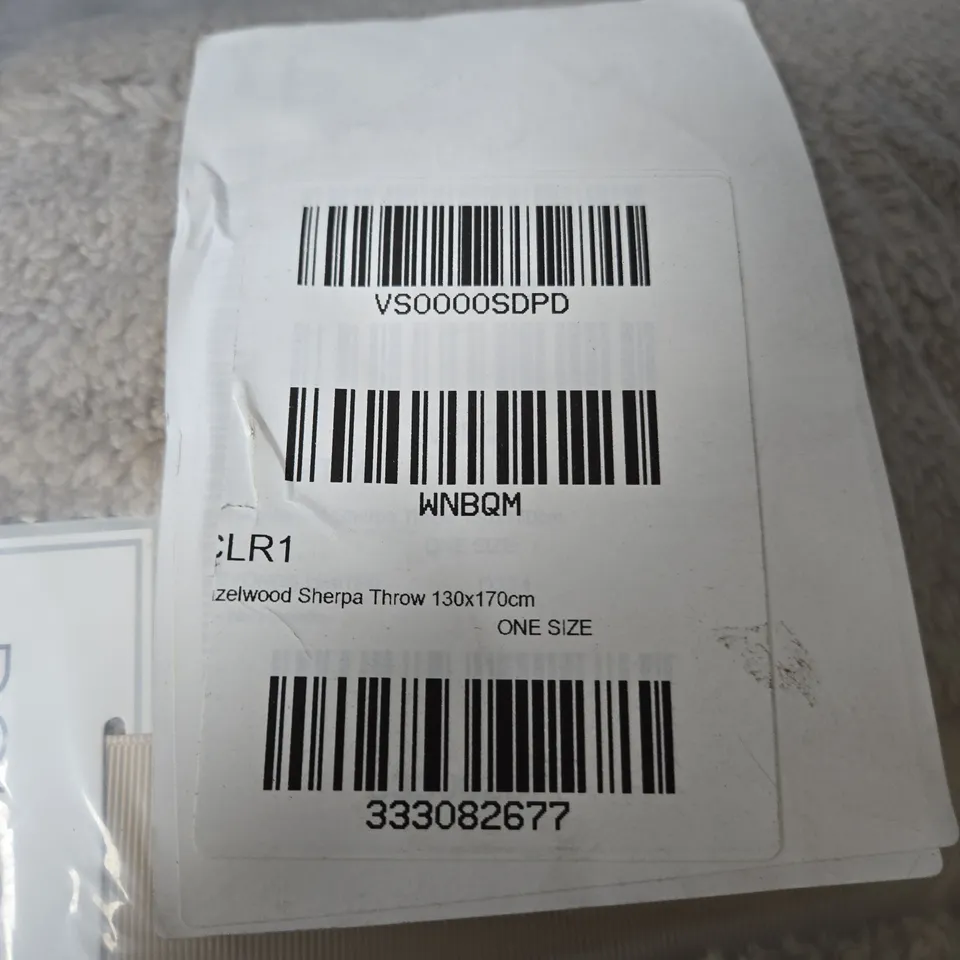 VS0000SDPD
WNBQM
CLR1
zelwood Sherpa Throw 130x170cm
ONE SIZE
333082677